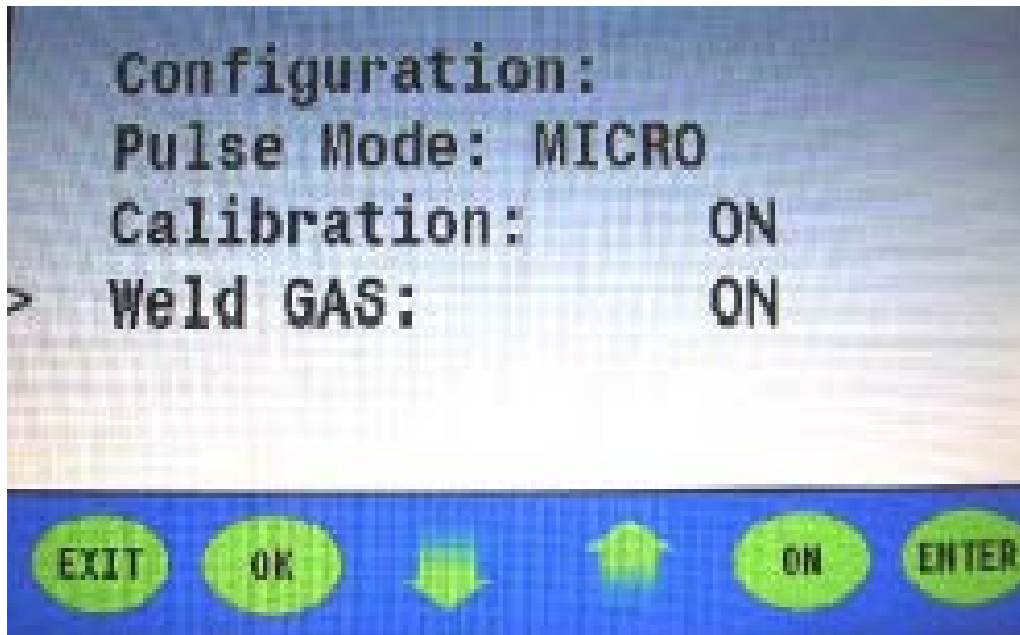 Configuration:
Pulse Mode: MICRO
Calibration: ON
> Weld GAS: ON
EXIT OK ON ENTER